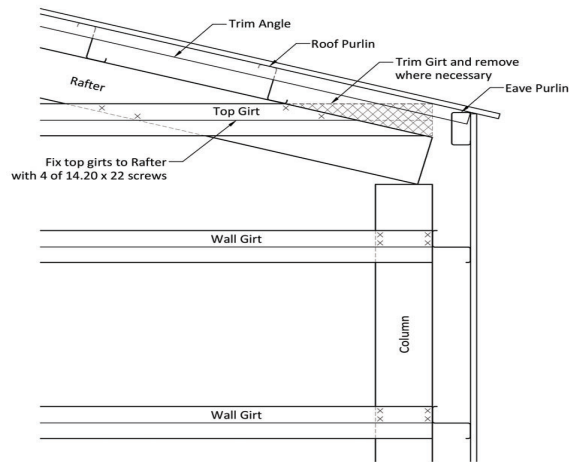 Trim Angle
Roof Purlin
Trim Girt and remove
where necessary
Eave Purlin
Rafter
Top Girt
Fix top girts to Rafter
with 4 of 14.20 x 22 screws
Wall Girt
Column
Wall Girt